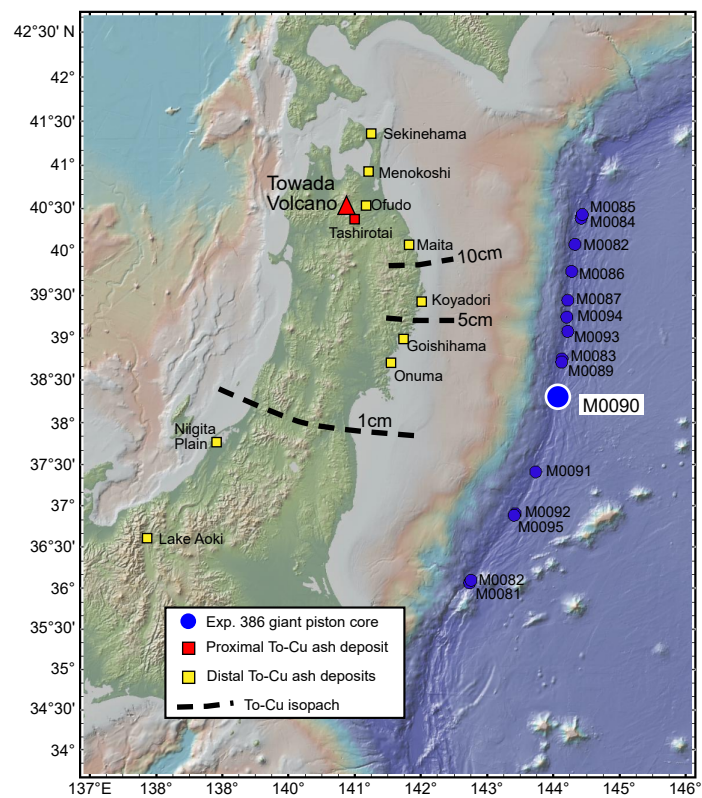 42°30' N
42°
41°30'
41°
40°30'
40°
39°30'
39°
38°30'
38°
37°30'
37°
36°30'
36°
35°30'
35°
34°30'
34°
137°E
138°
139°
140°
141°
142°
143°
144°
145°
146°
Sekinehama
Menokoshi
Towada
Volcano
Ofudo
Tashirotai
Maita
10cm
Koyadori
5cm
Goishihama
Onuma
1cm
Niigita
Plain
Lake Aoki
M0085
M0084
M0082
M0086
M0087
M0094
M0093
M0083
M0089
M0090
M0091
M0092
M0095
M0082
M0081
Exp. 386 giant piston core
Proximal To-Cu ash deposit
Distal To-Cu ash deposits
To-Cu isopach